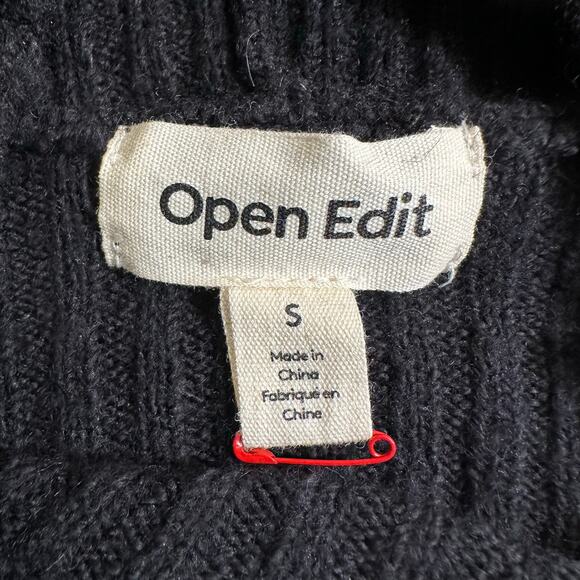 Open Edit
S
Made in
China
Fabriqué en
Chine